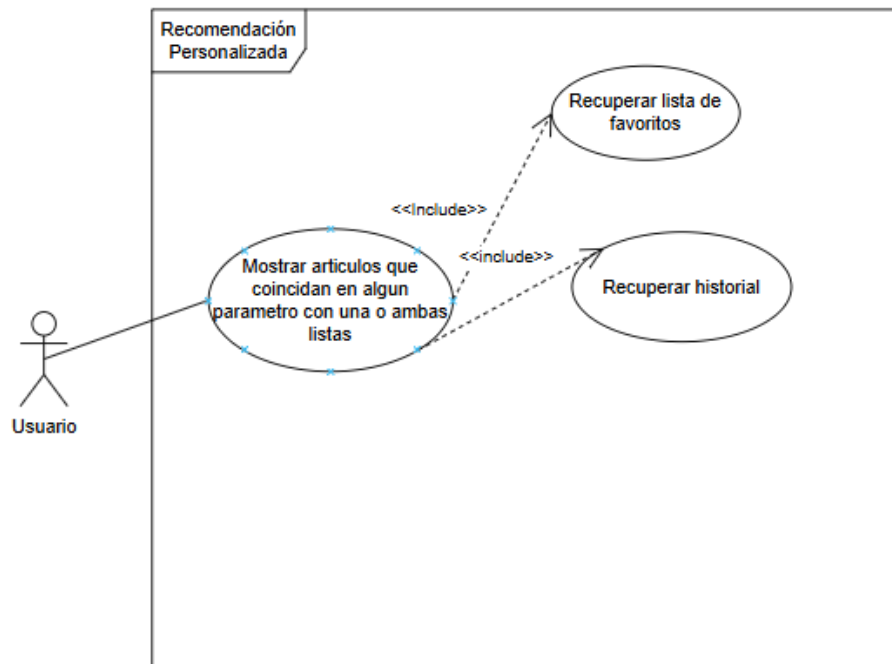 Recomendación
Personalizada
Recuperar lista de
favoritos
<<Include>>
<<include>>
Mostrar articulos que
coincidan en algun
parametro con una o ambas
listas
Recuperar historial
Usuario